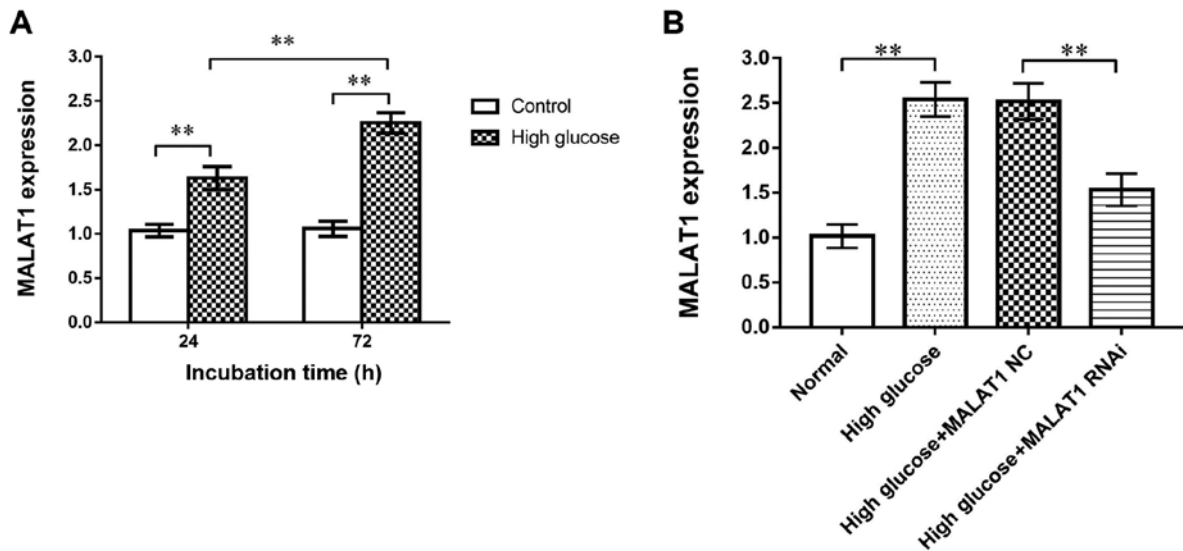 A
MALAT1 expression
3.0
2.5
2.0
1.5
1.0
0.5
0.0
**
**
**
24
72
Incubation time (h)
Control
High glucose
B
MALAT1 expression
3.0
2.5
2.0
1.5
1.0
0.5
0.0
**
**
Normal
High glucose
High glucose+MALAT1 NC
High glucose+MALAT1 RNAi